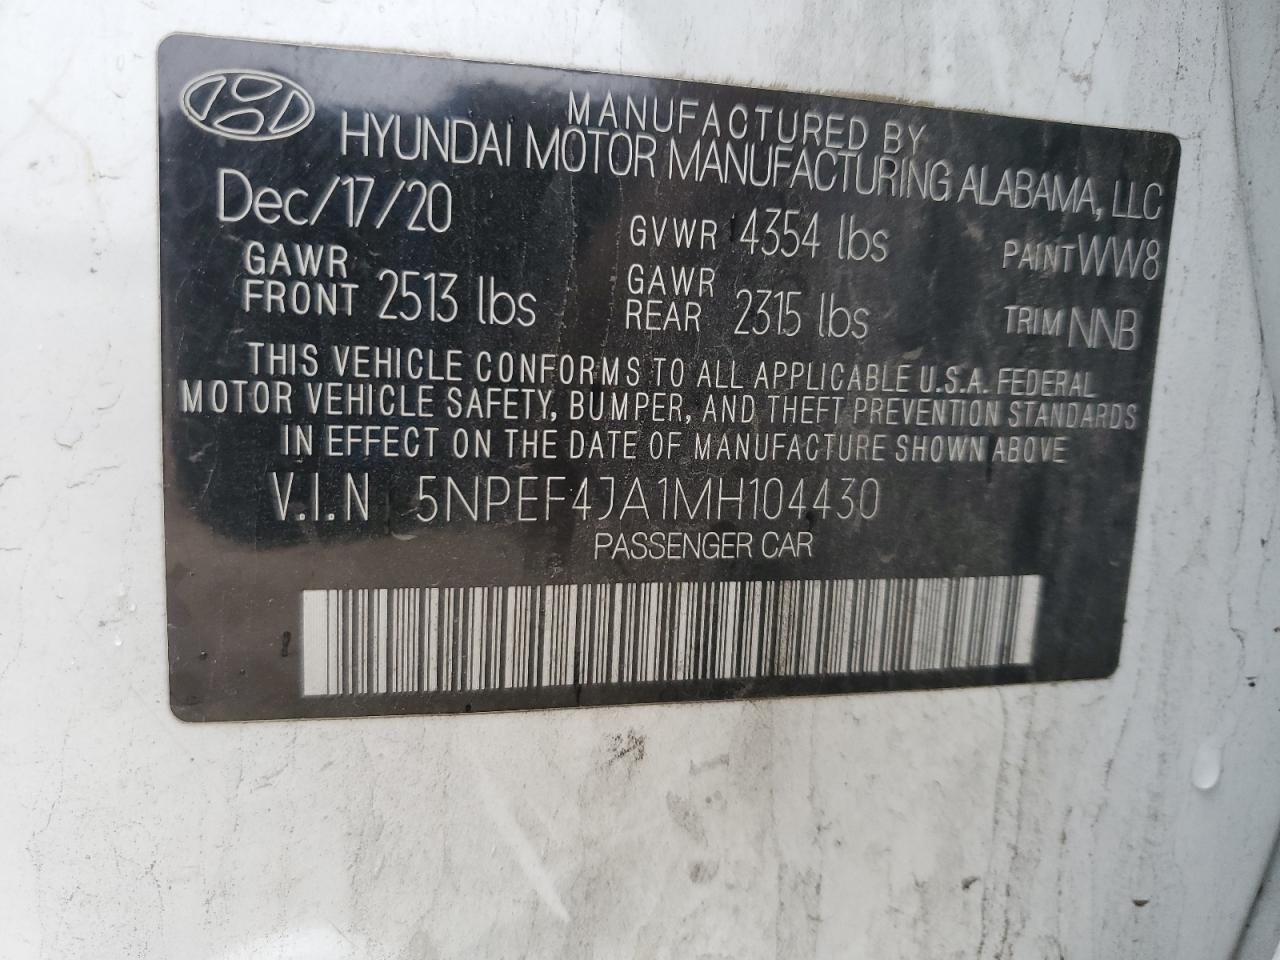 MANUFACTURED BY
HYUNDAI MOTOR MANUFACTURING ALABAMA, LLC
Dec/17/20 GVWR 4354 lbs PAINT WW8
GAWR FRONT 2513 lbs GAWR REAR 2315 lbs TRIM NNB
THIS VEHICLE CONFORMS TO ALL APPLICABLE U.S.A. FEDERAL
MOTOR VEHICLE SAFETY, BUMPER, AND THEFT PREVENTION STANDARDS
IN EFFECT ON THE DATE OF MANUFACTURE SHOWN ABOVE
V.I.N 5NPEF4JA1MH104430
PASSENGER CAR